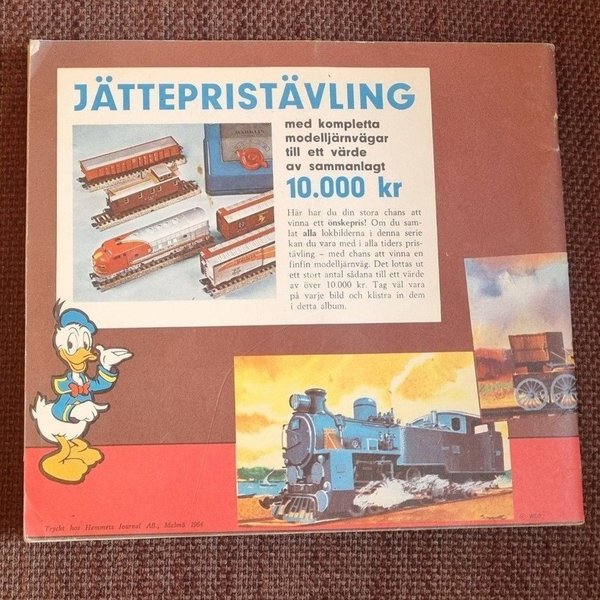 JÄTTEPRISTÄVLING
med kompletta
modelljärnvägar
till ett värde
av sammanlagt
10.000 kr
Här har du din stora chans att
vinna ett önskepris! Om du sam-
lat alla lokbilderna i denna serie
kan du vara med i alla tiders pris-
tävling – med chans att vinna en
finfin modelljärnväg. Det lottas ut
ett stort antal sådana till ett värde
av över 10.000 kr. Tag väl vara
på varje bild och klistra in dem
i detta album.
Tryckt hos Hemmets Journal AB., Malmö 1964